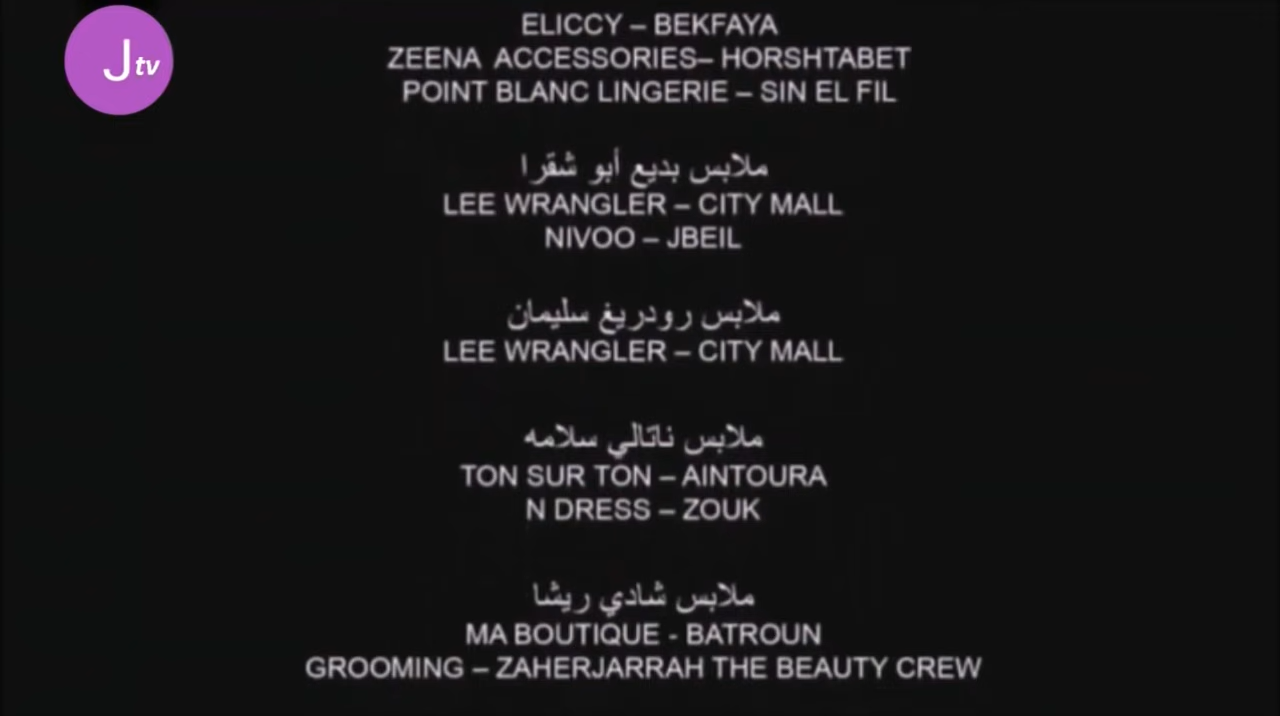 Jtv
ELICCY – BEKFAYA
ZEENA ACCESSORIES– HORSHTABET
POINT BLANC LINGERIE – SIN EL FIL
ملابس بديع أبو شقرا
LEE WRANGLER – CITY MALL
NIVOO – JBEIL
ملابس رودريغ سليمان
LEE WRANGLER – CITY MALL
ملابس ناتالي سلامه
TON SUR TON – AINTOURA
N DRESS – ZOUK
ملابس شادي ريشا
MA BOUTIQUE - BATROUN
GROOMING – ZAHERJARRAH THE BEAUTY CREW